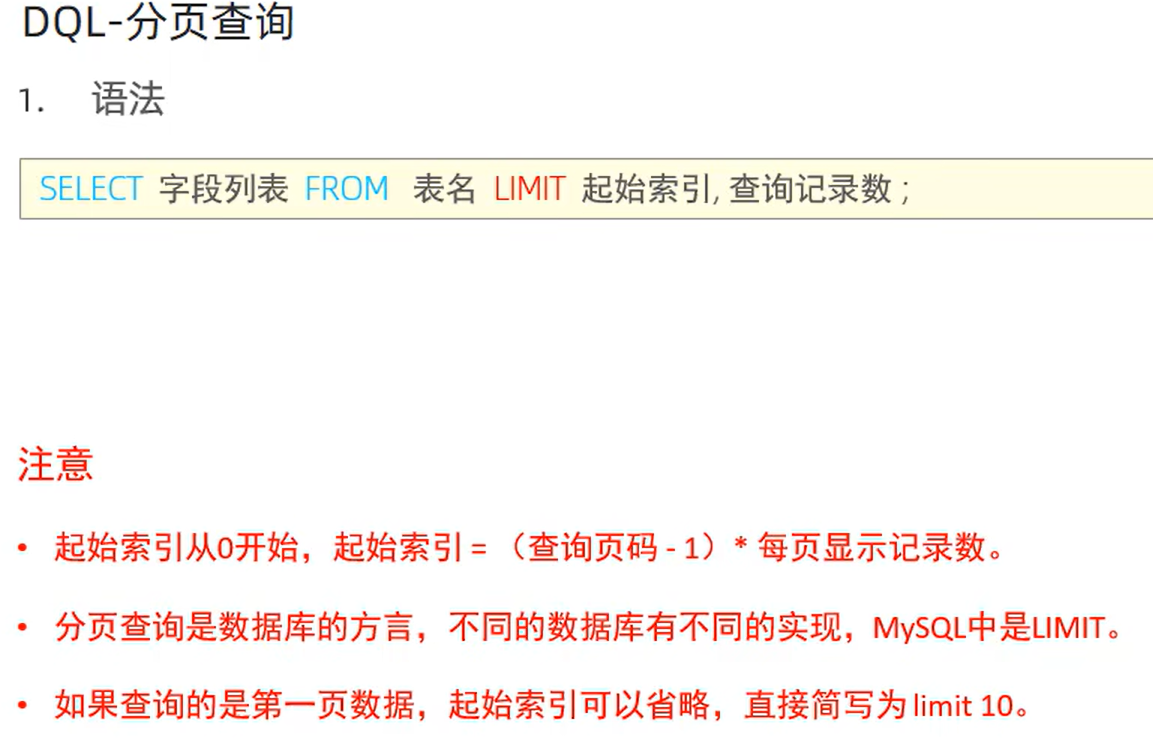 DQL-分页查询
1. 语法
SELECT 字段列表 FROM 表名 LIMIT 起始索引, 查询记录数 ;
注意
• 起始索引从0开始，起始索引 = （查询页码 - 1）* 每页显示记录数。
• 分页查询是数据库的方言，不同的数据库有不同的实现，MySQL中是LIMIT。
• 如果查询的是第一页数据，起始索引可以省略，直接简写为 limit 10。